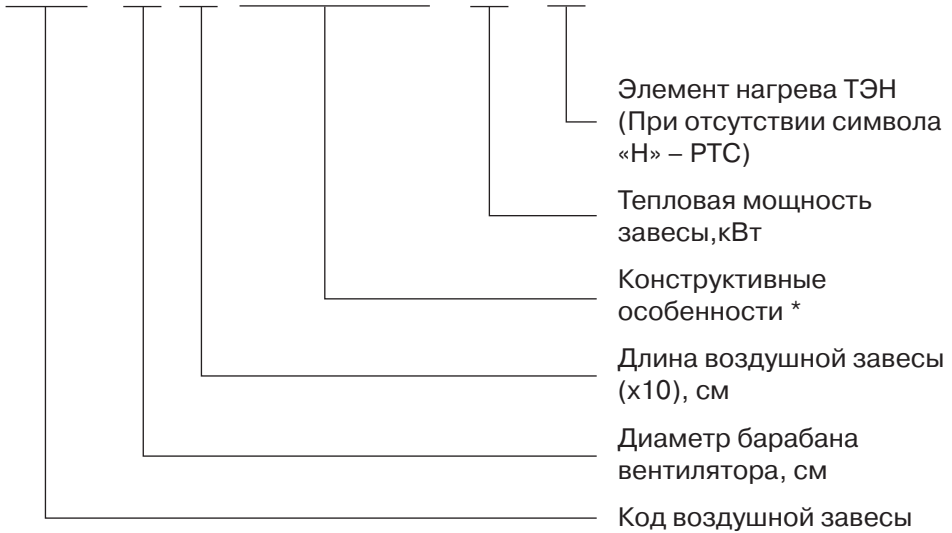 Элемент нагрева ТЭН
(При отсутствии символа
«Н» – РТС)
Тепловая мощность
завесы,кВт
Конструктивные
особенности *
Длина воздушной завесы
(х10), см
Диаметр барабана
вентилятора, см
Код воздушной завесы